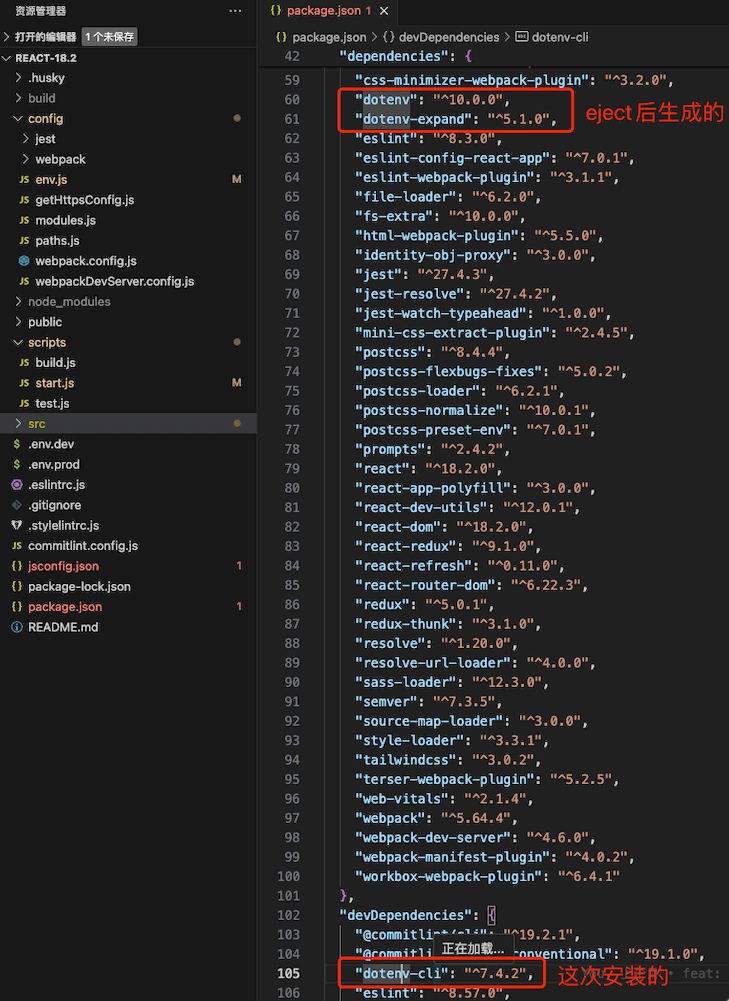 资源管理器
···
打开的编辑器 1 个未保存
REACT-18.2
.husky
build
config
jest
webpack
JS env.js M
JS getHttpsConfig.js
JS modules.js
JS paths.js
webpack.config.js
JS webpackDevServer.config.js
node_modules
public
scripts
JS build.js
JS start.js M
JS test.js
src
$ .env.dev
$ .env.prod
.eslintrc.js
.gitignore
.stylelintrc.js
JS commitlint.config.js
{} jsconfig.json 1
{} package-lock.json
{} package.json 1
README.md
{} package.json 1 ×
{} package.json > {} devDependencies > dotenv-cli
42 "dependencies": {
59 "css-minimizer-webpack-plugin": "^3.2.0",
60 "dotenv": "^10.0.0",
61 "dotenv-expand": "^5.1.0",
eject后生成的
62 "eslint": "^8.3.0",
63 "eslint-config-react-app": "^7.0.1",
64 "eslint-webpack-plugin": "^3.1.1",
65 "file-loader": "^6.2.0",
66 "fs-extra": "^10.0.0",
67 "html-webpack-plugin": "^5.5.0",
68 "identity-obj-proxy": "^3.0.0",
69 "jest": "^27.4.3",
70 "jest-resolve": "^27.4.2",
71 "jest-watch-typeahead": "^1.0.0",
72 "mini-css-extract-plugin": "^2.4.5",
73 "postcss": "^8.4.4",
74 "postcss-flexbugs-fixes": "^5.0.2",
75 "postcss-loader": "^6.2.1",
76 "postcss-normalize": "^10.0.1",
77 "postcss-preset-env": "^7.0.1",
78 "prompts": "^2.4.2",
79 "react": "^18.2.0",
80 "react-app-polyfill": "^3.0.0",
81 "react-dev-utils": "^12.0.1",
82 "react-dom": "^18.2.0",
83 "react-redux": "^9.1.0",
84 "react-refresh": "^0.11.0",
85 "react-router-dom": "^6.22.3",
86 "redux": "^5.0.1",
87 "redux-thunk": "^3.1.0",
88 "resolve": "^1.20.0",
89 "resolve-url-loader": "^4.0.0",
90 "sass-loader": "^12.3.0",
91 "semver": "^7.3.5",
92 "source-map-loader": "^3.0.0",
93 "style-loader": "^3.3.1",
94 "tailwindcss": "^3.0.2",
95 "terser-webpack-plugin": "^5.2.5",
96 "web-vitals": "^2.1.4",
97 "webpack": "^5.64.4",
98 "webpack-dev-server": "^4.6.0",
99 "webpack-manifest-plugin": "^4.0.2",
100 "workbox-webpack-plugin": "^6.4.1"
101 },
102 "devDependencies": {
103 "^19.2.1",
正在加载...
104 "^19.1.0",
105 "dotenv-cli": "^7.4.2",
这次安装的
feat:
106 "eslint": "^8.57.0",